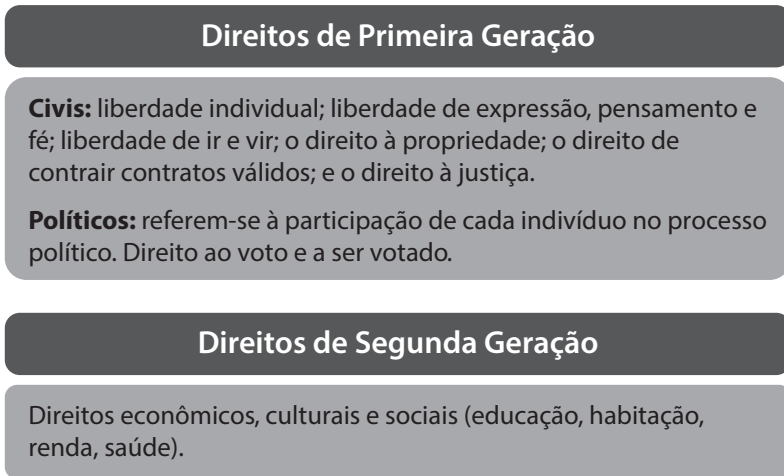 Direitos de Primeira Geração
Civis: liberdade individual; liberdade de expressão, pensamento e
fé; liberdade de ir e vir; o direito à propriedade; o direito de
contrair contratos válidos; e o direito à justiça.
Políticos: referem-se à participação de cada indivíduo no processo
político. Direito ao voto e a ser votado.
Direitos de Segunda Geração
Direitos econômicos, culturais e sociais (educação, habitação,
renda, saúde).